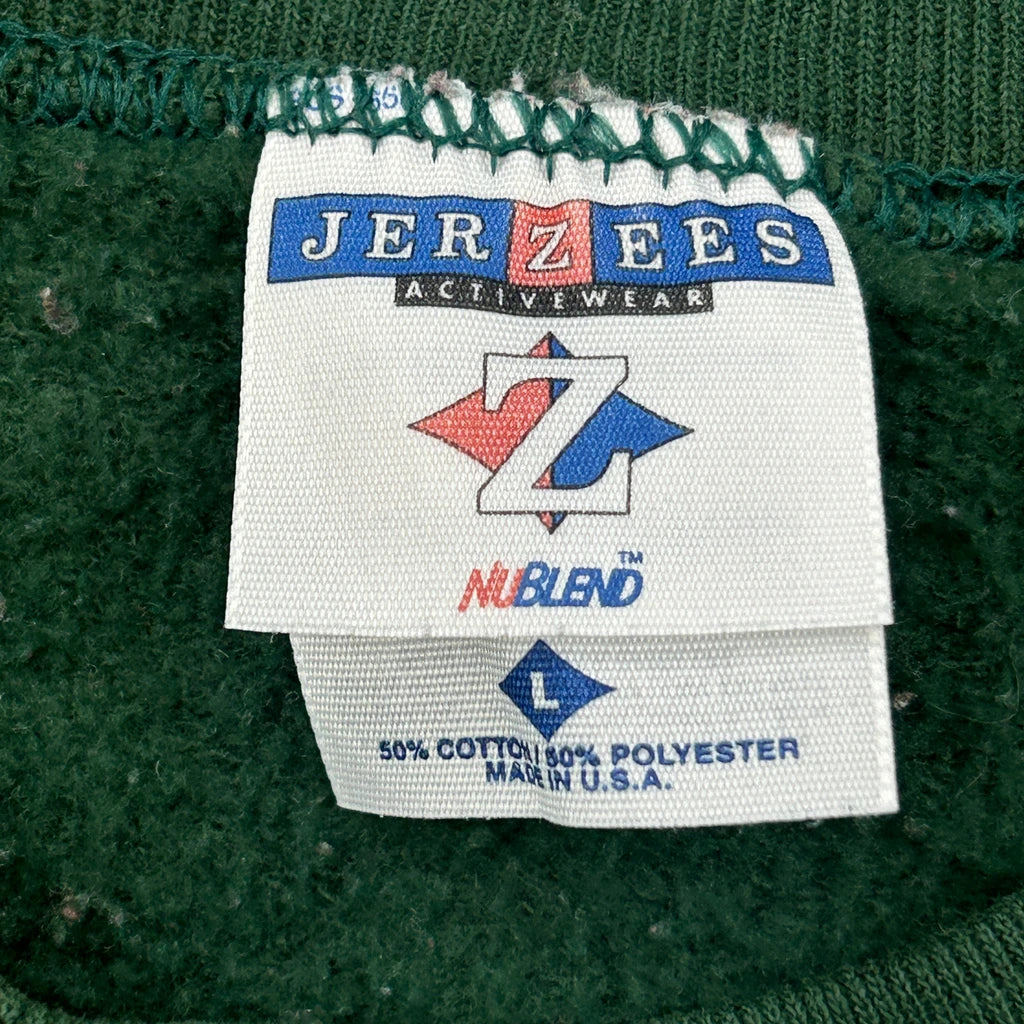 JERZEES
ACTIVEWEAR
Z
NUBLEND™
L
50% COTTON / 50% POLYESTER
MADE IN U.S.A.